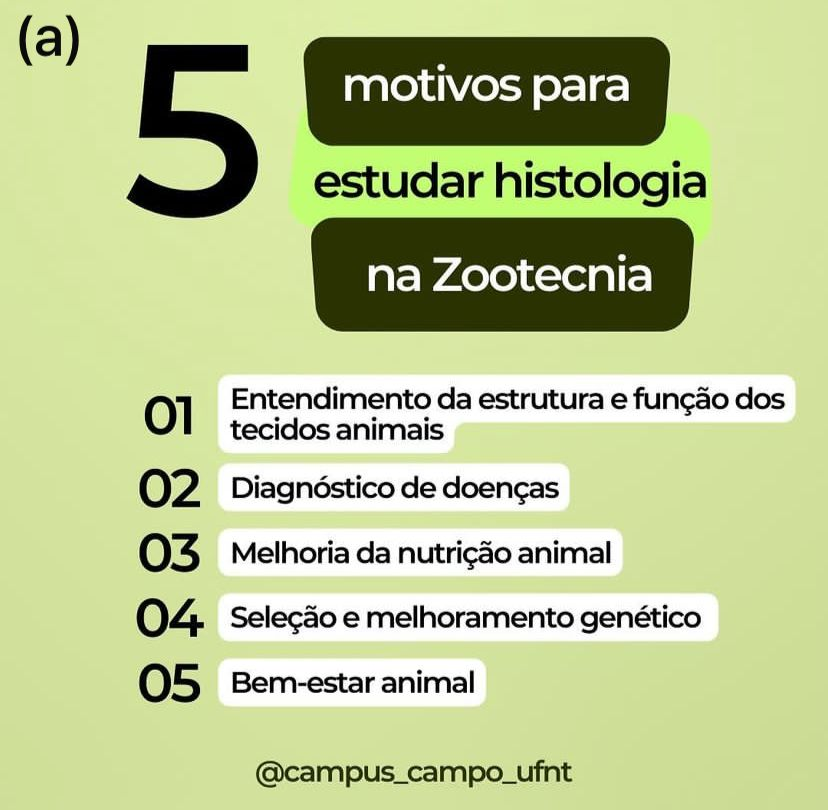 (a)
5
motivos para
estudar histologia
na Zootecnia
01 Entendimento da estrutura e função dos
tecidos animais
02 Diagnóstico de doenças
03 Melhoria da nutrição animal
04 Seleção e melhoramento genético
05 Bem-estar animal
@campus_campo_ufnt